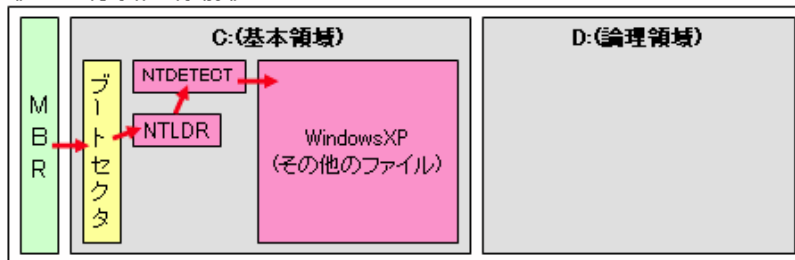 C:(基本領域)
D:(論理領域)
MBR
ブートセクタ
NTDETECT
NTLDR
WindowsXP
(その他のファイル)